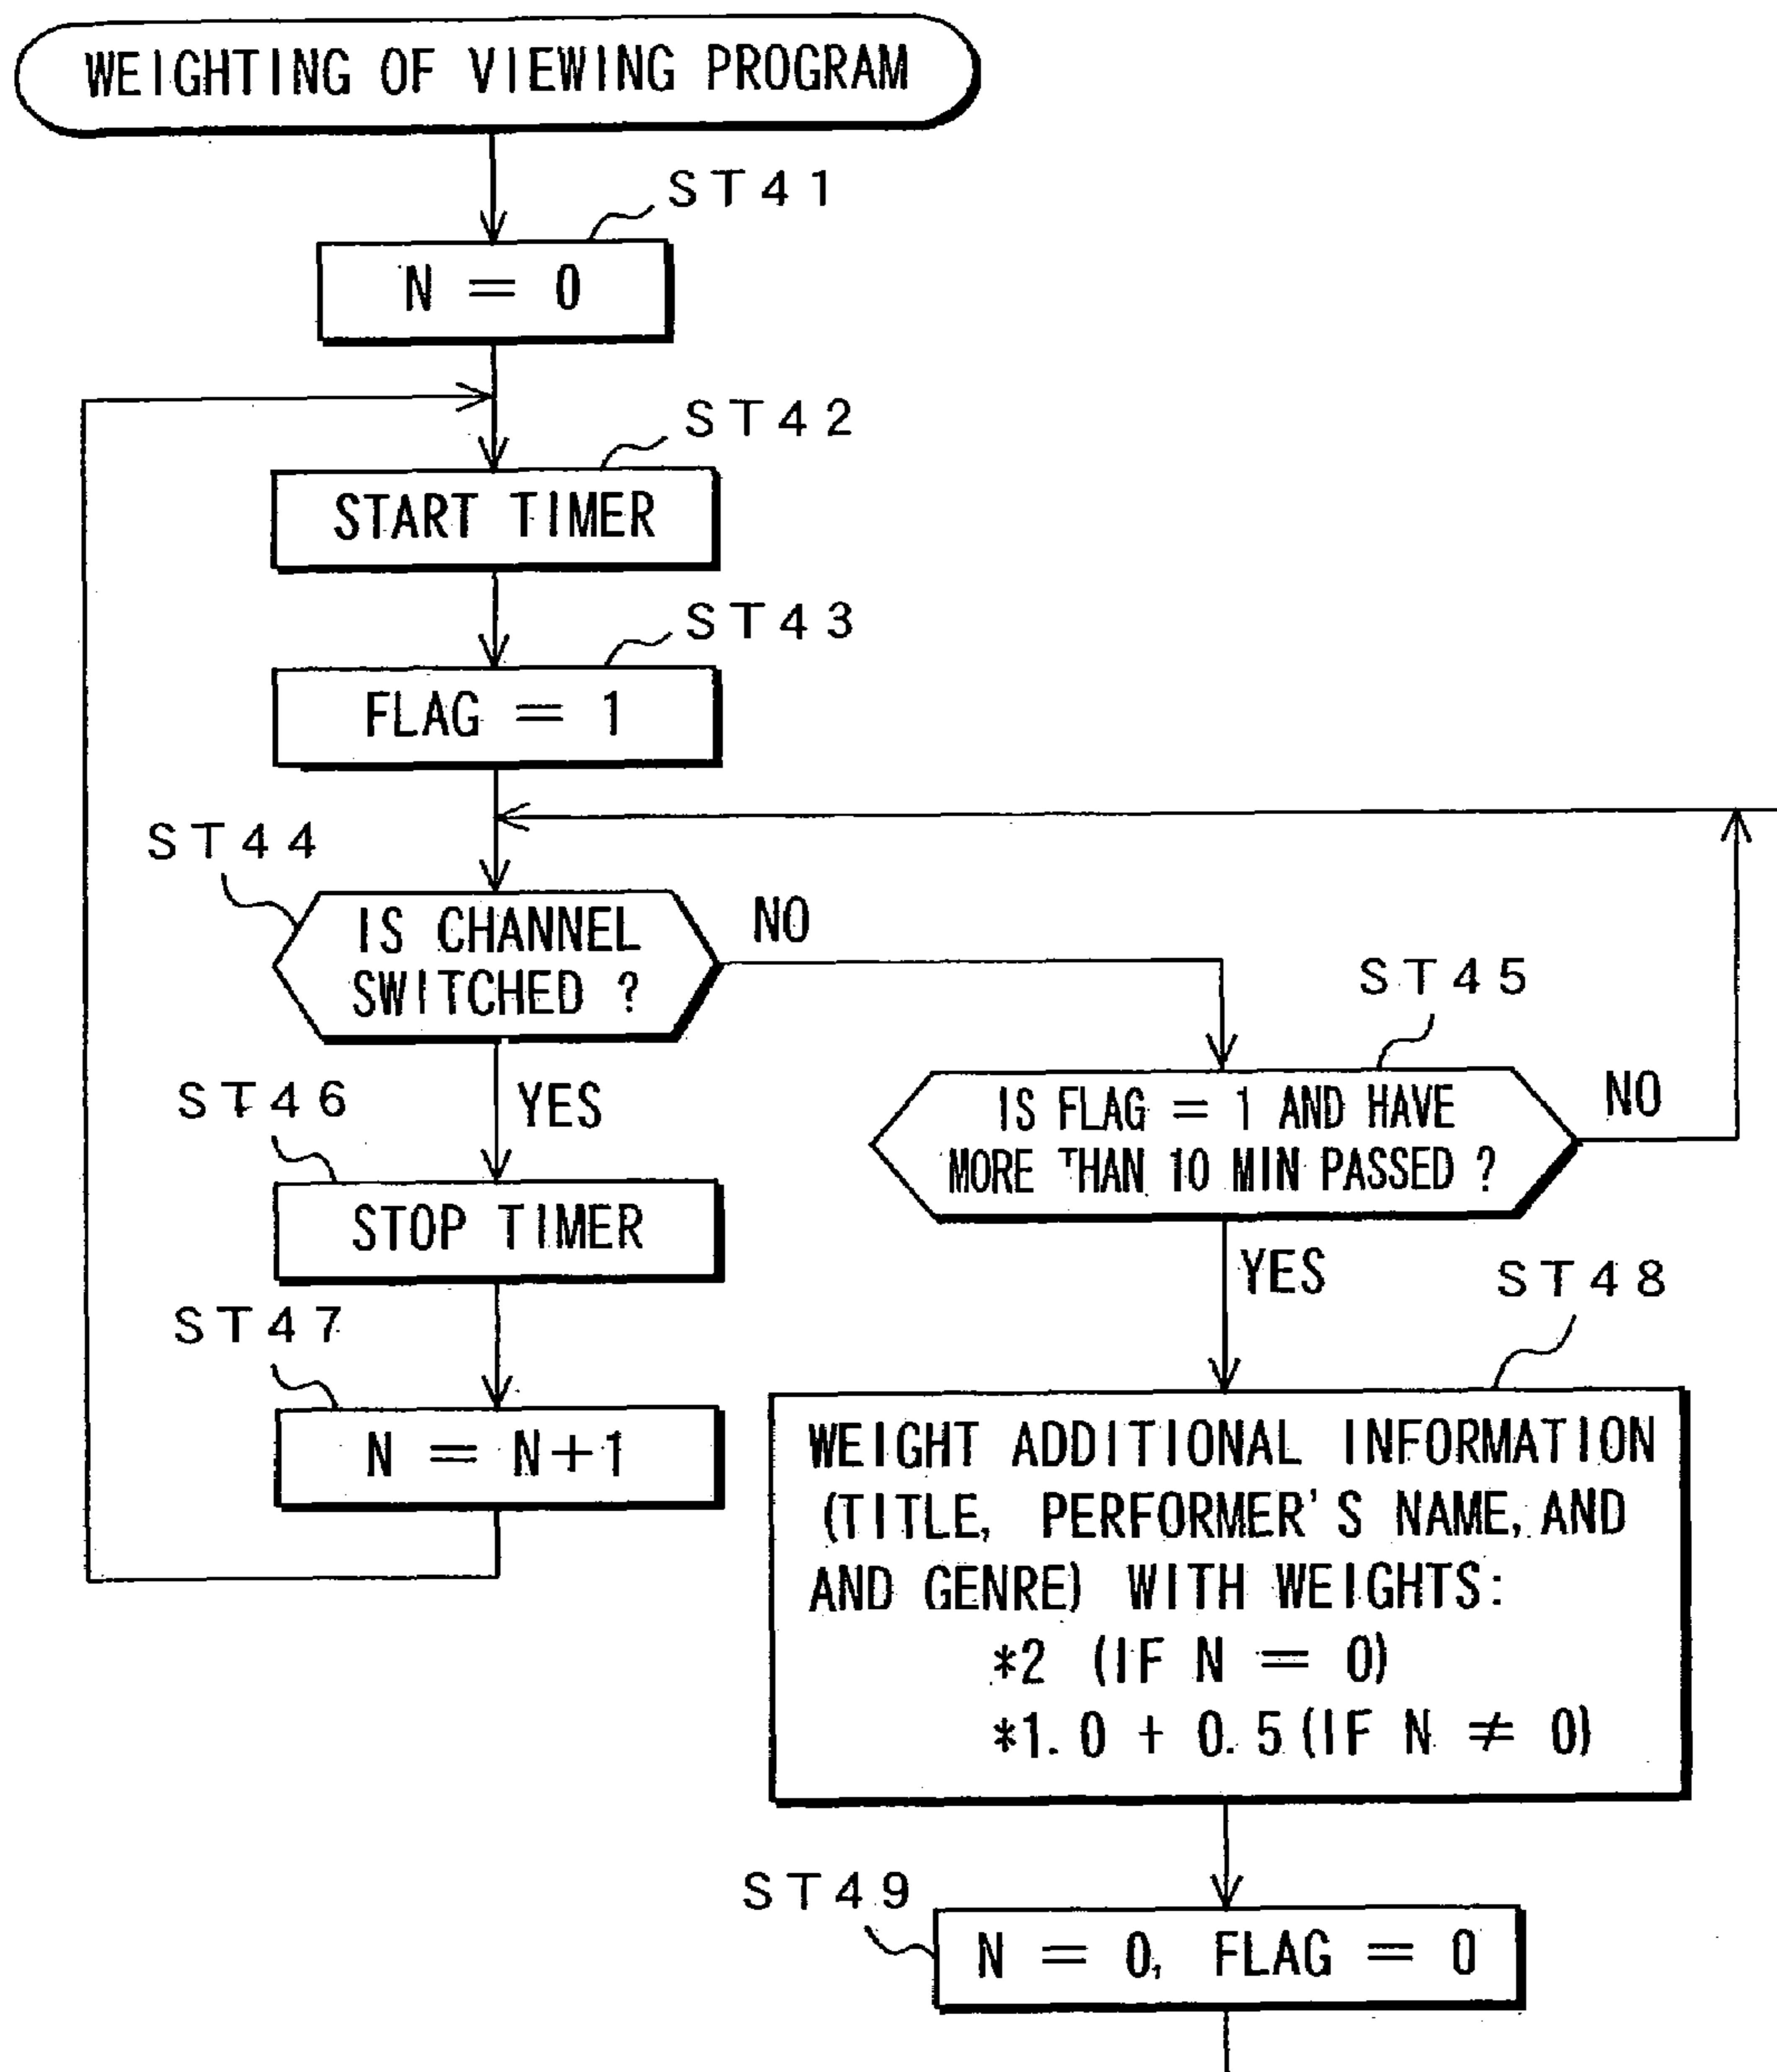 WEIGHTING OF VIEWING PROGRAM
ST41
N = 0
ST42
START TIMER
ST43
FLAG = 1
ST44
IS CHANNEL
SWITCHED ?
NO
ST45
IS FLAG = 1 AND HAVE
MORE THAN 10 MIN PASSED ?
NO
YES
ST46
STOP TIMER
ST47
N = N+1
YES
ST48
WEIGHT ADDITIONAL INFORMATION
(TITLE, PERFORMER'S NAME, AND
AND GENRE) WITH WEIGHTS:
*2 (IF N = 0)
*1.0 + 0.5 (IF N ≠ 0)
ST49
N = 0, FLAG = 0